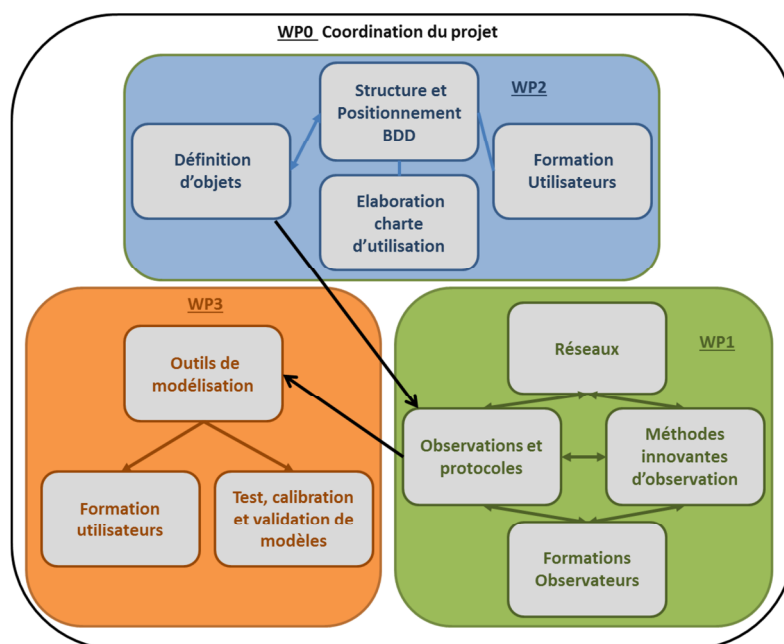 WP0 Coordination du projet
WP2
Structure et
Positionnement
BDD
Définition
d'objets
Formation
Utilisateurs
Elaboration
charte
d'utilisation
WP3
Outils de
modélisation
Formation
utilisateurs
Test, calibration
et validation de
modèles
WP1
Réseaux
Observations et
protocoles
Méthodes
innovantes
d'observation
Formations
Observateurs